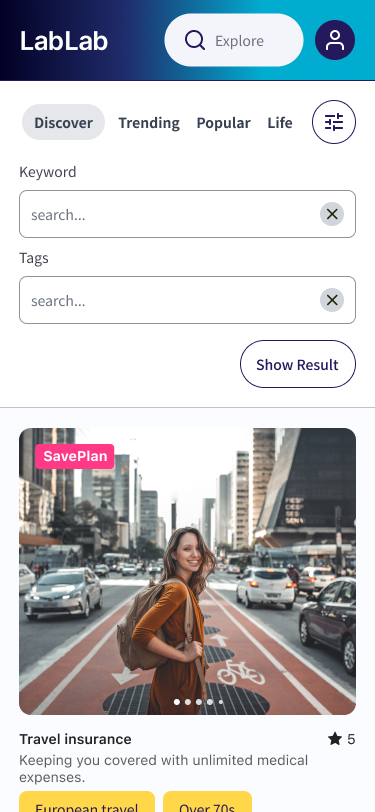 LabLab
Explore
Discover Trending Popular Life
Keyword
search...
Tags
search...
Show Result
SavePlan
Travel insurance
5
Keeping you covered with unlimited medical
expenses.
European travel Over 70s